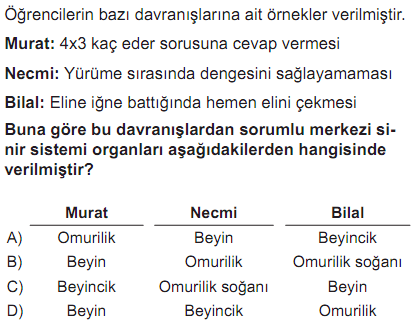 Öğrencilerin bazı davranışlarına ait örnekler verilmiştir.
Murat: 4x3 kaç eder sorusuna cevap vermesi
Necmi: Yürüme sırasında dengesini sağlayamaması
Bilal: Eline iğne battığında hemen elini çekmesi
Buna göre bu davranışlardan sorumlu merkezi si-
nir sistemi organları aşağıdakilerden hangisinde
verilmiştir?
Murat Necmi Bilal
A) Omurilik Beyin Beyincik
B) Beyin Omurilik Omurilik soğanı
C) Beyincik Omurilik soğanı Beyin
D) Beyin Beyincik Omurilik